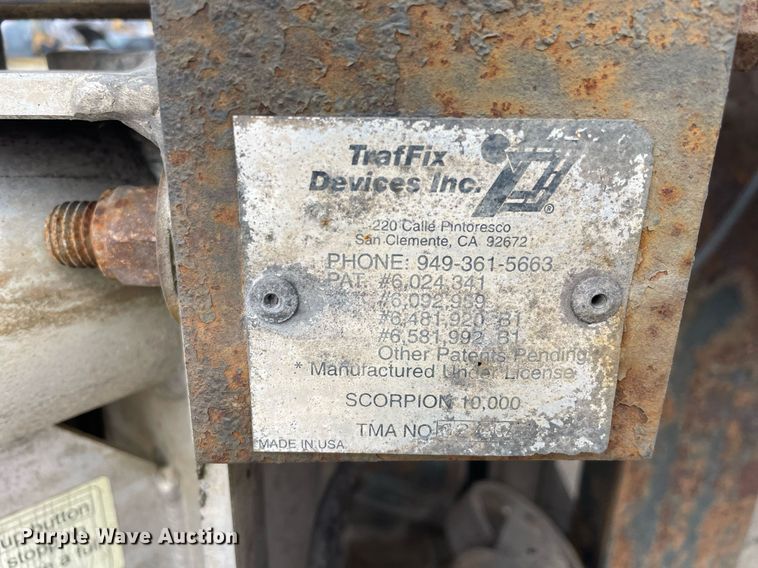 TrafFix
Devices Inc.
®
220 Calle Pintoresco
San Clemente, CA 92672
PHONE: 949-361-5663
PAT. #6,024,341
#6,092,959
#6,481,920 B1
#6,581,992 B1
Other Patents Pending
* Manufactured Under License
SCORPION 10,000
TMA NO
MADE IN USA
button
Purple Wave Auction